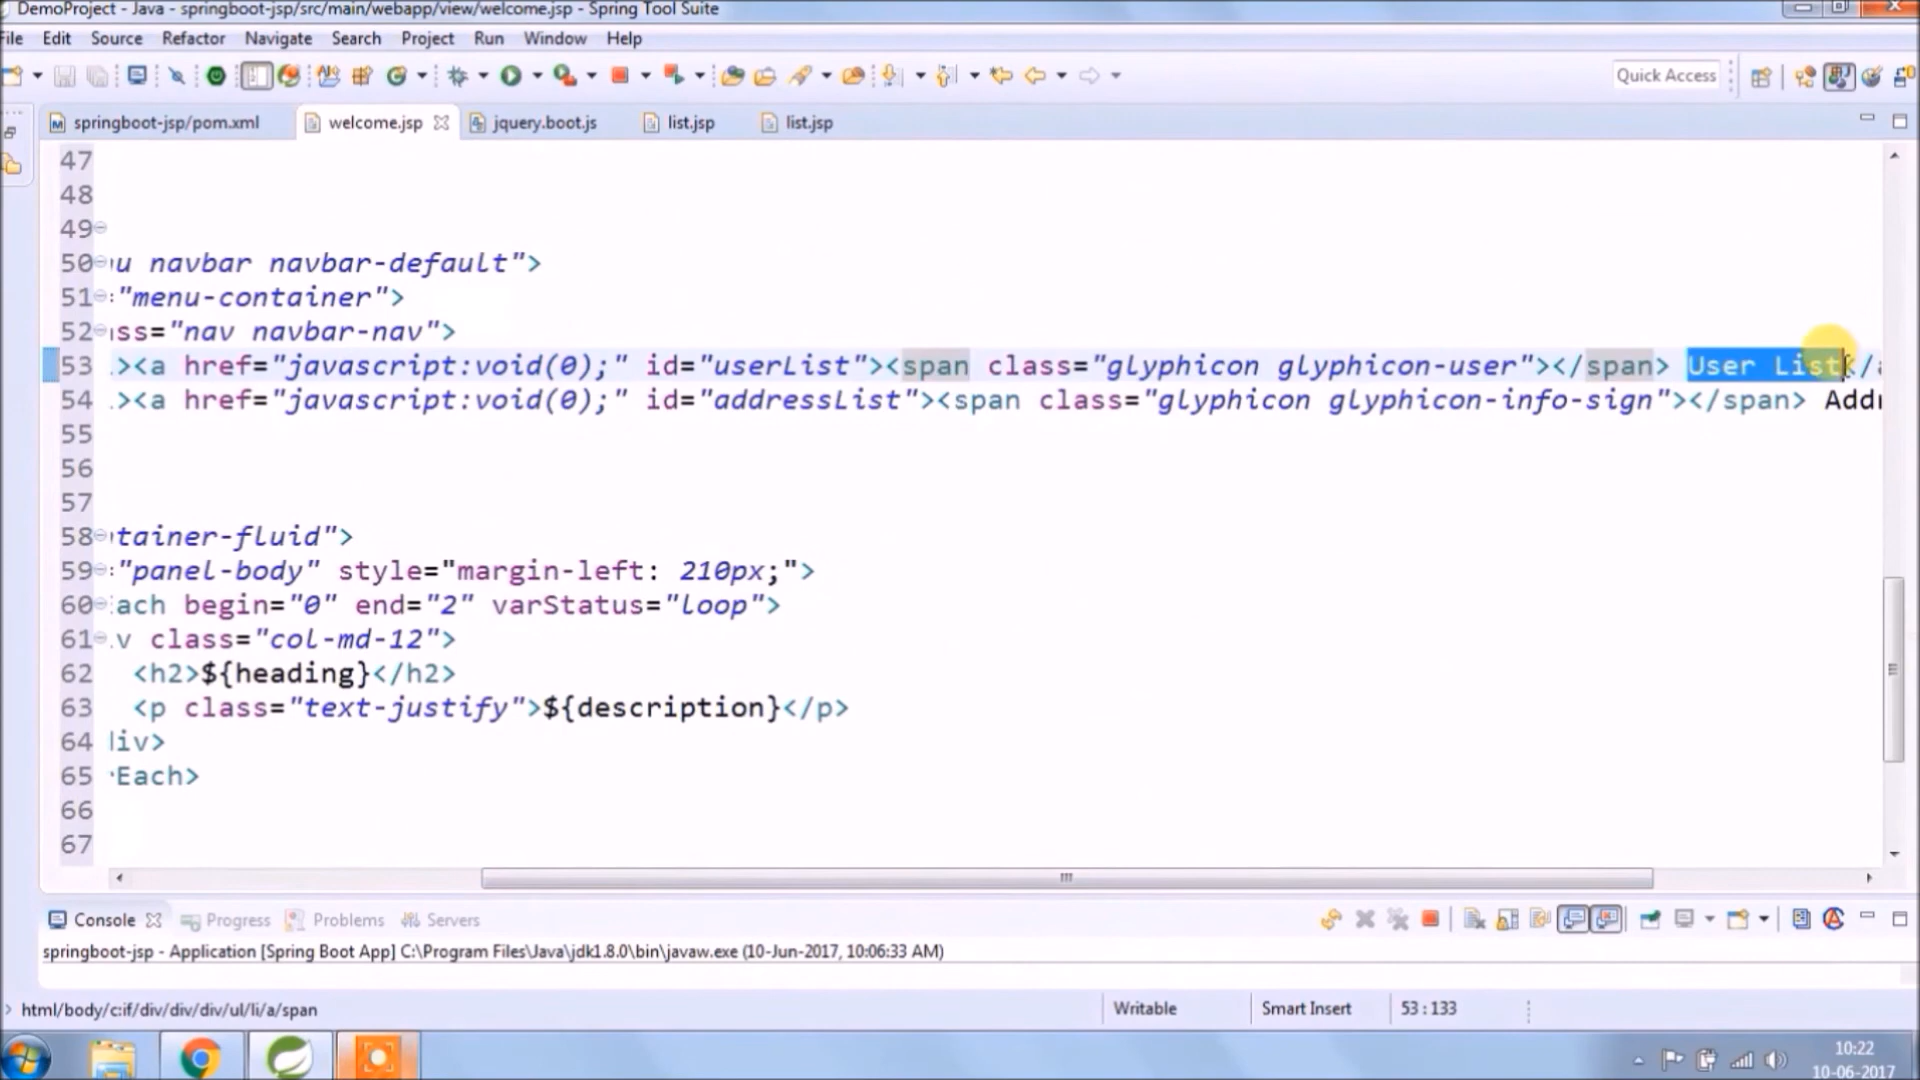 DemoProject - Java - springboot-jsp/src/main/webapp/view/welcome.jsp - Spring Tool Suite
File Edit Source Refactor Navigate Search Project Run Window Help
Quick Access
springboot-jsp/pom.xml welcome.jsp jquery.boot.js list.jsp list.jsp
47
48
49
50 u navbar navbar-default">
51 :"menu-container">
52 ass="nav navbar-nav">
53 .><a href="javascript:void(0);" id="userList"><span class="glyphicon glyphicon-user"></span> User List</a
54 .><a href="javascript:void(0);" id="addressList"><span class="glyphicon glyphicon-info-sign"></span> Addr
55
56
57
58 tainer-fluid">
59 :"panel-body" style="margin-left: 210px;">
60 :ach begin="0" end="2" varStatus="loop">
61 .v class="col-md-12">
62 <h2>${heading}</h2>
63 <p class="text-justify">${description}</p>
64 div>
65 Each>
66
67
Console Progress Problems Servers
springboot-jsp - Application [Spring Boot App] C:\Program Files\Java\jdk1.8.0\bin\javaw.exe (10-Jun-2017, 10:06:33 AM)
html/body/c:if/div/div/div/ul/li/a/span Writable Smart Insert 53 : 133
10:22
10-06-2017